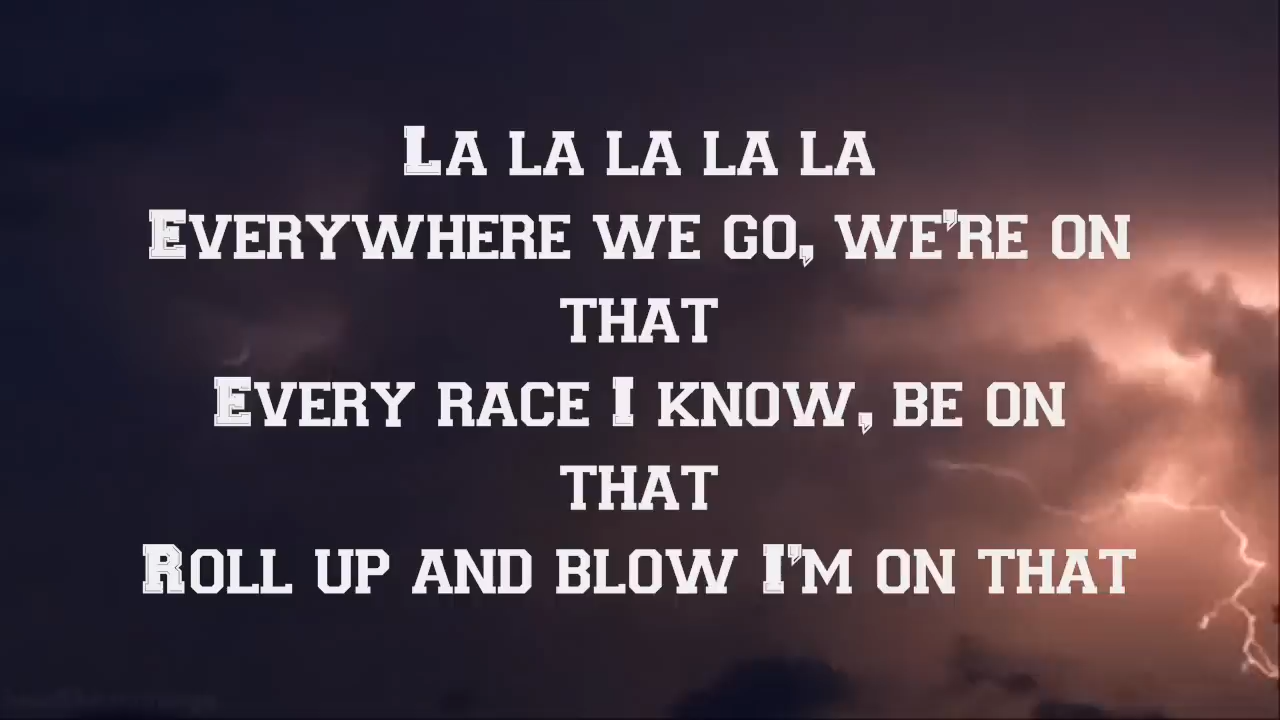 La la la la la
Everywhere we go, we're on
that
Every race I know, be on
that
Roll up and blow I'm on that